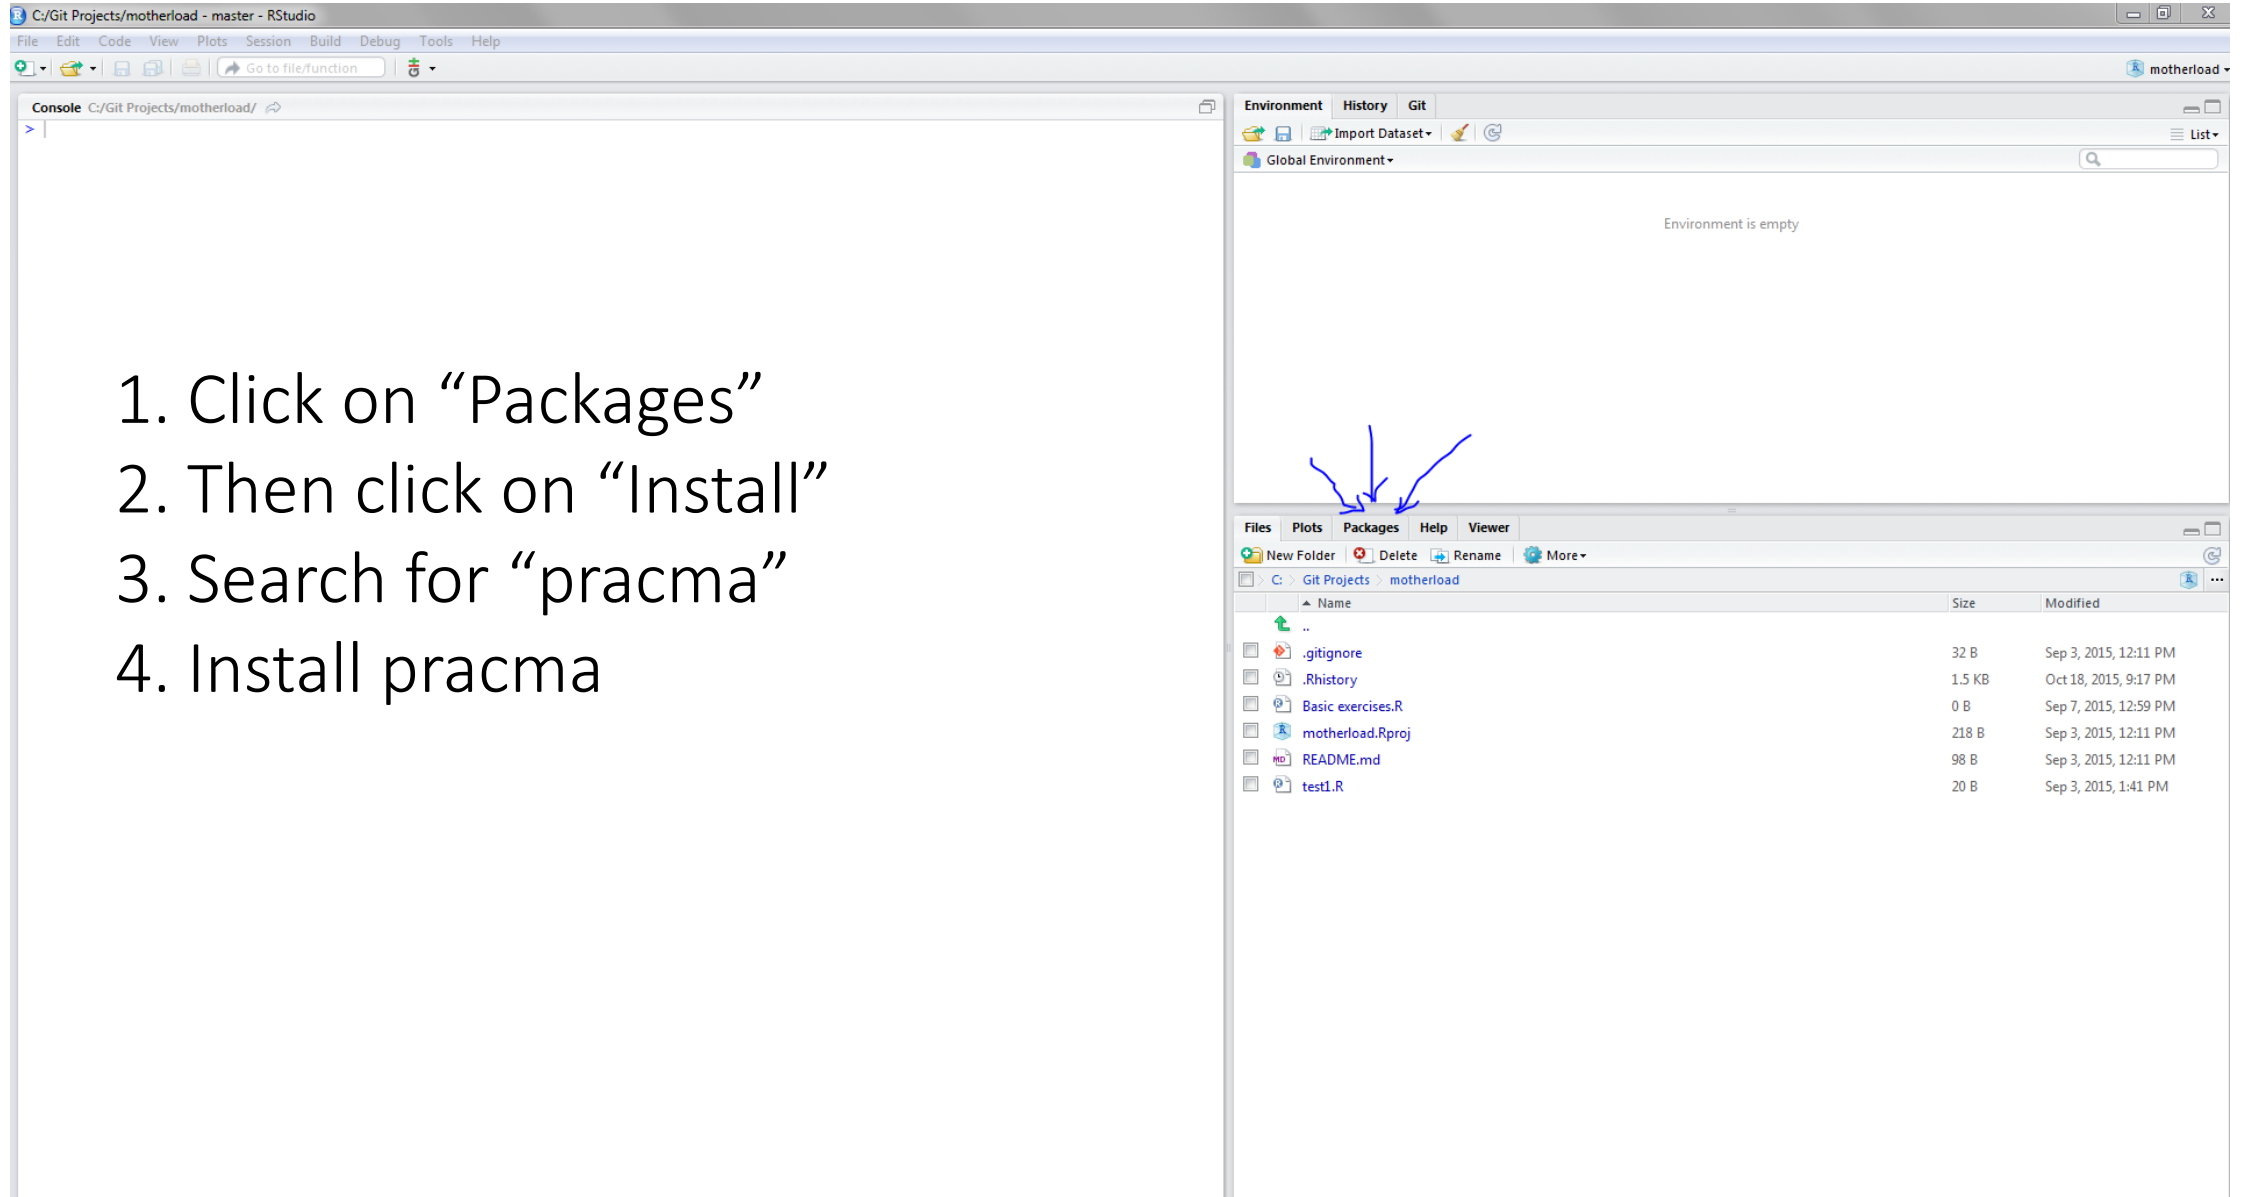 C:/Git Projects/motherload - master - RStudio
File Edit Code View Plots Session Build Debug Tools Help
Go to file/function
motherload
Console C:/Git Projects/motherload/
>
1. Click on “Packages”
2. Then click on “Install”
3. Search for “pracma”
4. Install pracma
Environment History Git
Import Dataset List
Global Environment
Environment is empty
Files Plots Packages Help Viewer
New Folder Delete Rename More
C: > Git Projects > motherload ...
Name Size Modified
..
.gitignore 32 B Sep 3, 2015, 12:11 PM
.Rhistory 1.5 KB Oct 18, 2015, 9:17 PM
Basic exercises.R 0 B Sep 7, 2015, 12:59 PM
motherload.Rproj 218 B Sep 3, 2015, 12:11 PM
README.md 98 B Sep 3, 2015, 12:11 PM
test1.R 20 B Sep 3, 2015, 1:41 PM